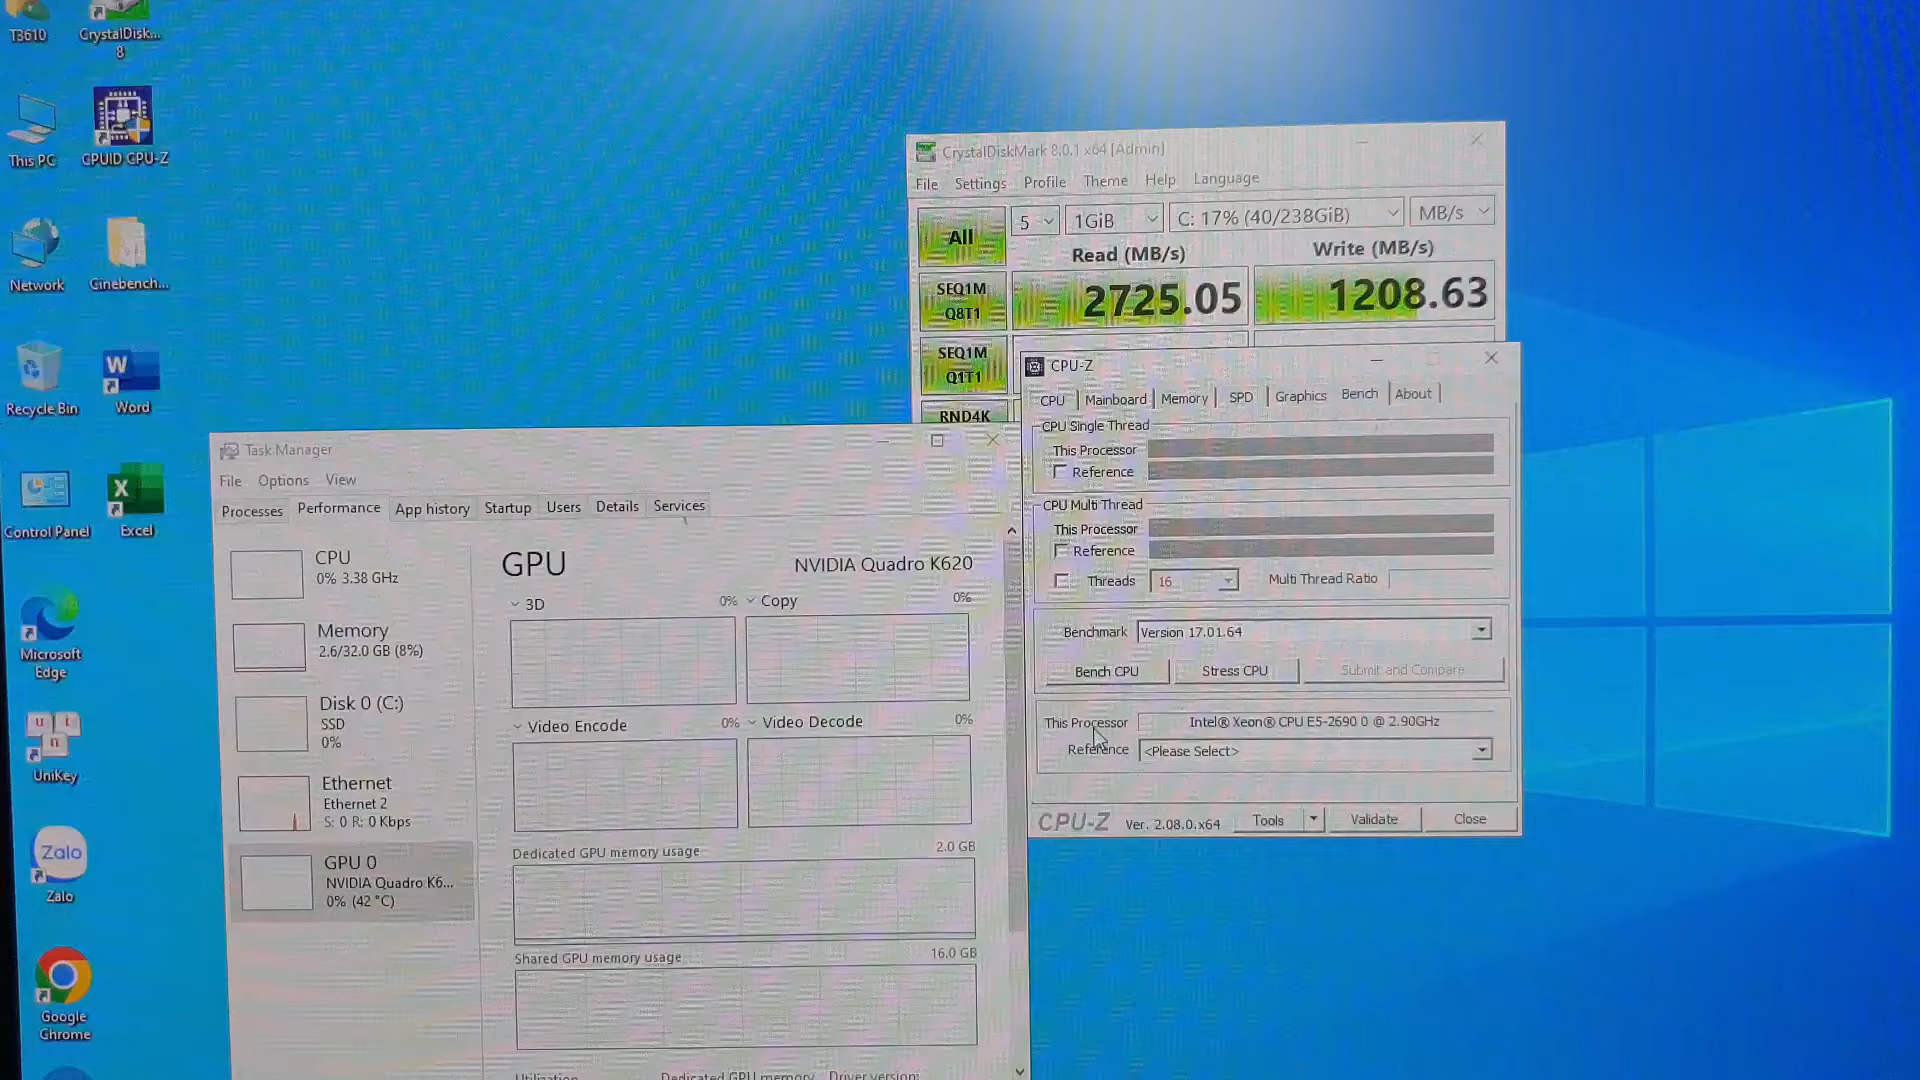 T3610
CrystalDisk...
8
This PC
CPUID CPU-Z
Network
Cinebench...
Recycle Bin
Word
Control Panel
Excel
Microsoft
Edge
UniKey
Zalo
Zalo
Google
Chrome
CrystalDiskMark 8.0.1 x64 [Admin]
File Settings Profile Theme Help Language
All
5 1GiB C: 17% (40/238GiB) MB/s
Read (MB/s) Write (MB/s)
SEQ1M
Q8T1
2725.05 1208.63
SEQ1M
Q1T1
RND4K
CPU-Z
CPU Mainboard Memory SPD Graphics Bench About
CPU Single Thread
This Processor
Reference
CPU Multi Thread
This Processor
Reference
Threads 16 Multi Thread Ratio
Benchmark Version 17.01.64
Bench CPU Stress CPU Submit and Compare
This Processor Intel® Xeon® CPU E5-2690 0 @ 2.90GHz
Reference <Please Select>
CPU-Z Ver. 2.08.0.x64 Tools Validate Close
Task Manager
File Options View
Processes Performance App history Startup Users Details Services
CPU
0% 3.38 GHz
Memory
2.6/32.0 GB (8%)
Disk 0 (C:)
SSD
0%
Ethernet
Ethernet 2
S: 0 R: 0 Kbps
GPU 0
NVIDIA Quadro K6...
0% (42 °C)
GPU NVIDIA Quadro K620
3D 0% Copy 0%
Video Encode 0% Video Decode 0%
Dedicated GPU memory usage 2.0 GB
Shared GPU memory usage 16.0 GB
Utilization Dedicated GPU memory Driver version: